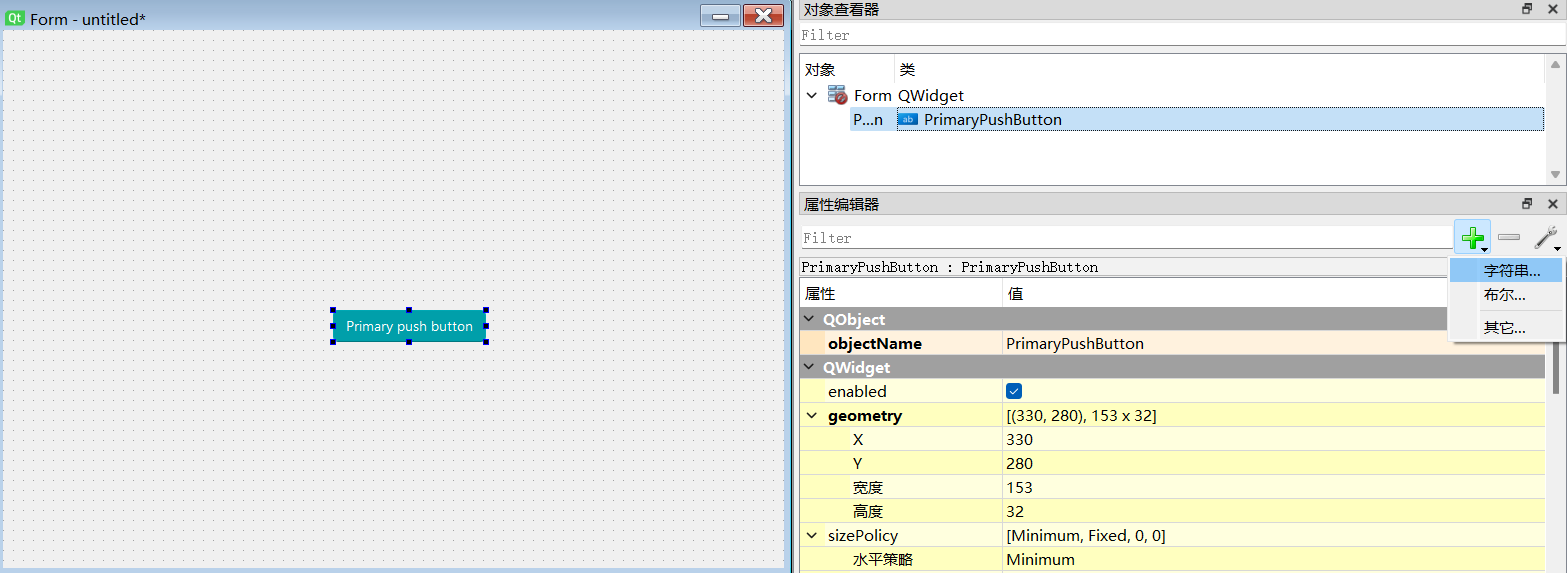 Form - untitled*
Primary push button
对象查看器
Filter
对象 类
Form QWidget
P...n PrimaryPushButton
属性编辑器
Filter
PrimaryPushButton : PrimaryPushButton
字符串...
布尔...
其它...
属性 值
QObject
objectName PrimaryPushButton
QWidget
enabled
geometry [(330, 280), 153 x 32]
X 330
Y 280
宽度 153
高度 32
sizePolicy [Minimum, Fixed, 0, 0]
水平策略 Minimum